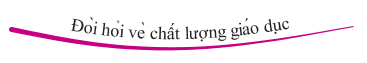 Đòi hỏi về chất lượng giáo dục